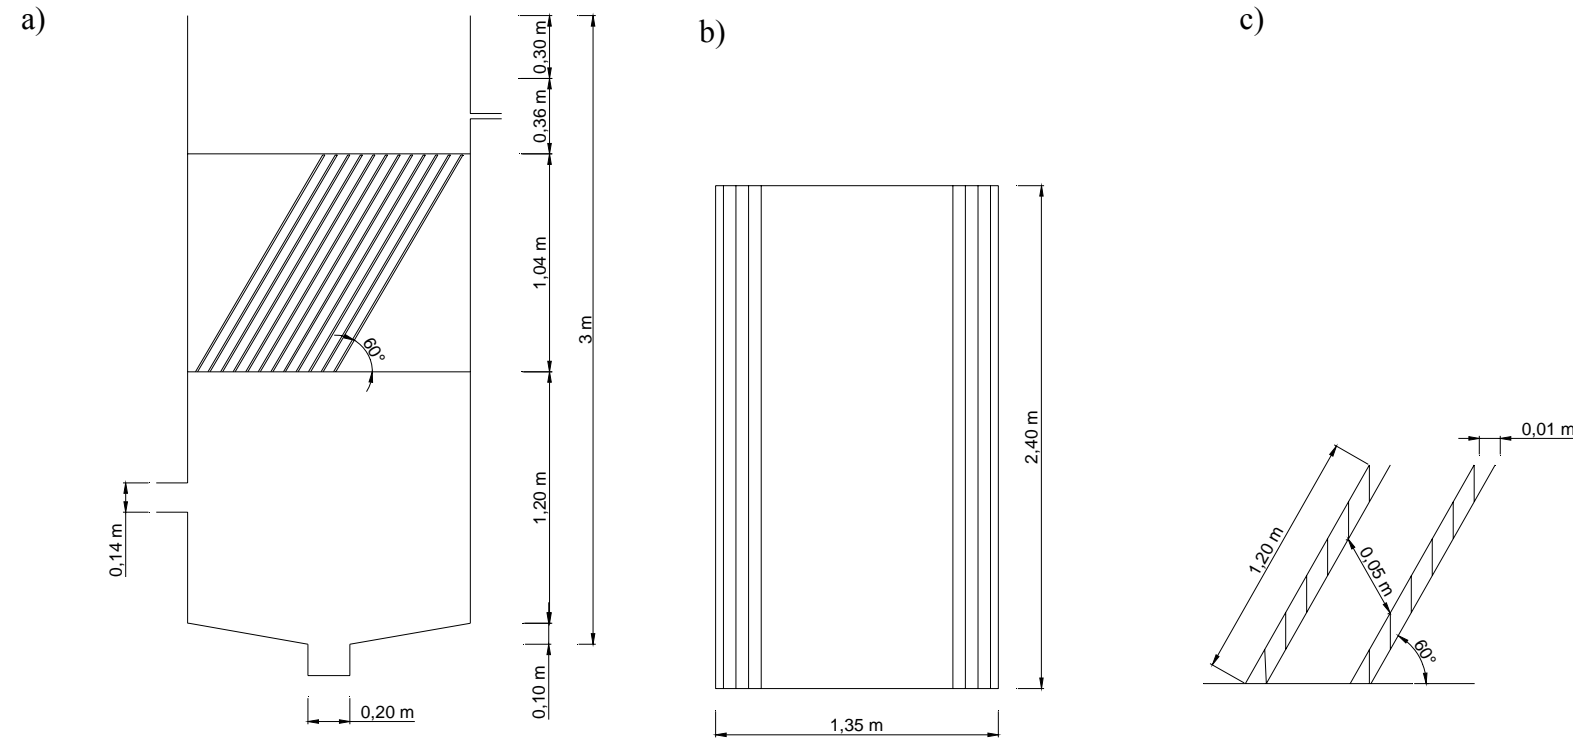 a)
0,30 m
0,36 m
1,04 m
3 m
60°
1,20 m
0,14 m
0,10 m
0,20 m
b)
2,40 m
1,35 m
c)
0,01 m
1,20 m
0,05 m
60°